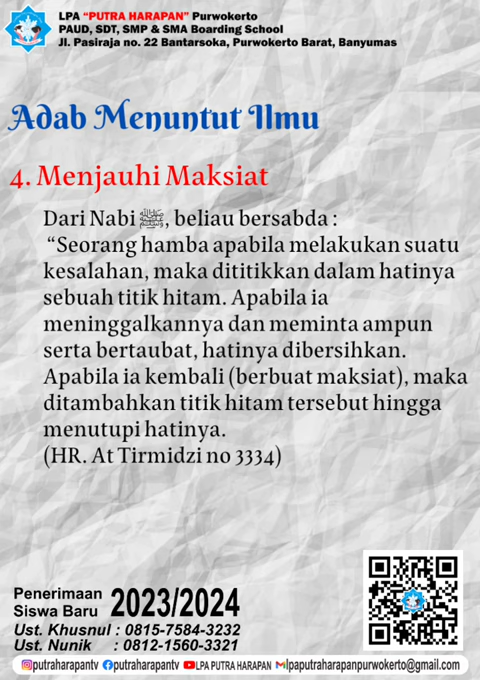 LPA "PUTRA HARAPAN" Purwokerto
PAUD, SDT, SMP & SMA Boarding School
Jl. Pasiraja no. 22 Bantarsoka, Purwokerto Barat, Banyumas
Adab Menuntut Ilmu
4. Menjauhi Maksiat
Dari Nabi ﷺ, beliau bersabda :
“Seorang hamba apabila melakukan suatu
kesalahan, maka dititikkan dalam hatinya
sebuah titik hitam. Apabila ia
meninggalkannya dan meminta ampun
serta bertaubat, hatinya dibersihkan.
Apabila ia kembali (berbuat maksiat), maka
ditambahkan titik hitam tersebut hingga
menutupi hatinya.
(HR. At Tirmidzi no 3334)
Penerimaan
Siswa Baru 2023/2024
Ust. Khusnul : 0815-7584-3232
Ust. Nunik : 0812-1560-3321
putraharapantv putraharapantv LPA PUTRA HARAPAN lpaputraharapanpurwokerto@gmail.com